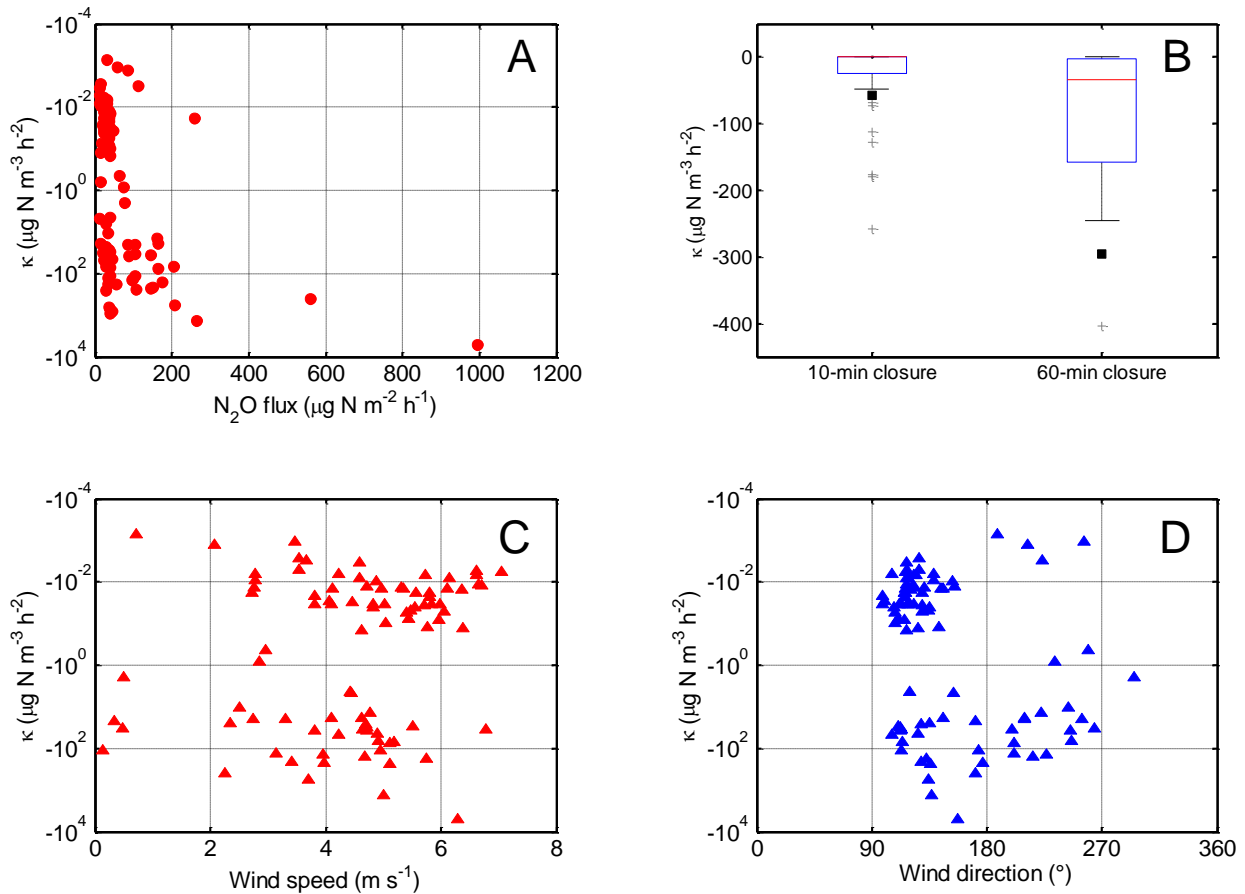 A
κ (µg N m⁻³ h⁻²)
-10⁻⁴
-10⁻²
-10⁰
-10²
-10⁴
0 200 400 600 800 1000 1200
N₂O flux (µg N m⁻² h⁻¹)
B
κ (µg N m⁻³ h⁻²)
0
-100
-200
-300
-400
10-min closure 60-min closure
C
κ (µg N m⁻³ h⁻²)
-10⁻⁴
-10⁻²
-10⁰
-10²
-10⁴
0 2 4 6 8
Wind speed (m s⁻¹)
D
κ (µg N m⁻³ h⁻²)
-10⁻⁴
-10⁻²
-10⁰
-10²
-10⁴
0 90 180 270 360
Wind direction (°)